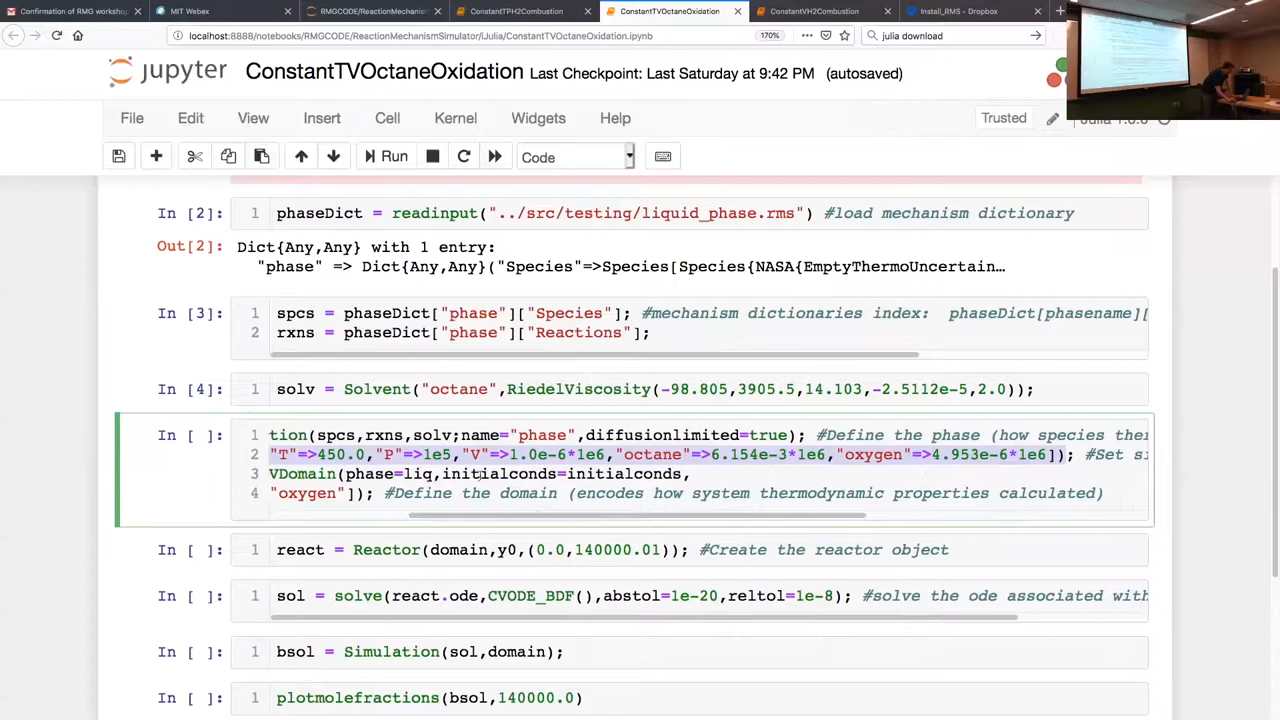 Confirmation of RMG worksho
MIT Webex
RMGCODE/ReactionMechanism
ConstantTPH2Combustion
ConstantTVOctaneOxidation
ConstantVH2Combustion
Install_RMS - Dropbox
localhost:8888/notebooks/RMGCODE/ReactionMechanismSimulator/IJulia/ConstantTVOctaneOxidation.ipynb
170%
julia download
jupyter ConstantTVOctaneOxidation Last Checkpoint: Last Saturday at 9:42 PM (autosaved)
File Edit View Insert Cell Kernel Widgets Help
Trusted
Run
Code
In [2]: 1 phaseDict = readinput("../src/testing/liquid_phase.rms") #load mechanism dictionary
Out[2]: Dict{Any,Any} with 1 entry:
"phase" => Dict{Any,Any}("Species"=>Species[Species{NASA{EmptyThermoUncertain…
In [3]: 1 spcs = phaseDict["phase"]["Species"]; #mechanism dictionaries index:  phaseDict[phasename][
2 rxns = phaseDict["phase"]["Reactions"];
In [4]: 1 solv = Solvent("octane",RiedelViscosity(-98.805,3905.5,14.103,-2.5112e-5,2.0));
In [ ]: 1 tion(spcs,rxns,solv;name="phase",diffusionlimited=true); #Define the phase (how species ther
2 "T"=>450.0,"P"=>1e5,"V"=>1.0e-6*1e6,"octane"=>6.154e-3*1e6,"oxygen"=>4.953e-6*1e6]); #Set si
3 VDomain(phase=liq,initialconds=initialconds,
4 "oxygen"]); #Define the domain (encodes how system thermodynamic properties calculated)
In [ ]: 1 react = Reactor(domain,y0,(0.0,140000.01)); #Create the reactor object
In [ ]: 1 sol = solve(react.ode,CVODE_BDF(),abstol=1e-20,reltol=1e-8); #solve the ode associated with
In [ ]: 1 bsol = Simulation(sol,domain);
In [ ]: 1 plotmolefractions(bsol,140000.0)